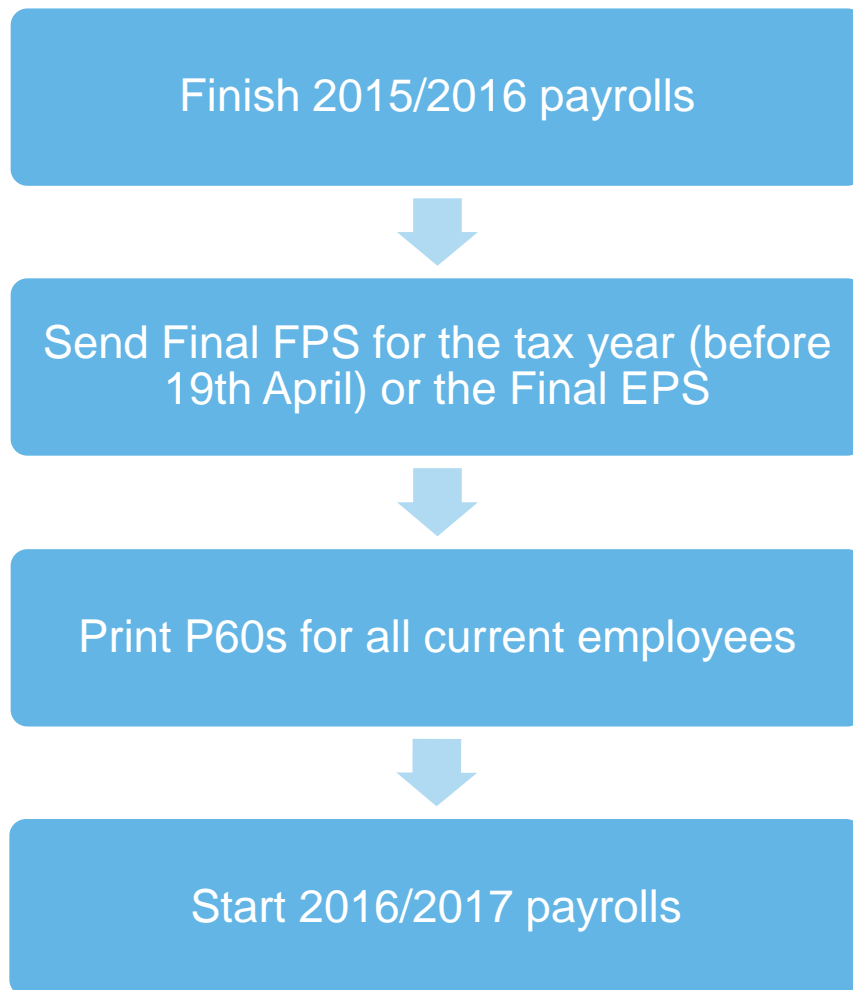 Finish 2015/2016 payrolls
Send Final FPS for the tax year (before
19th April) or the Final EPS
Print P60s for all current employees
Start 2016/2017 payrolls